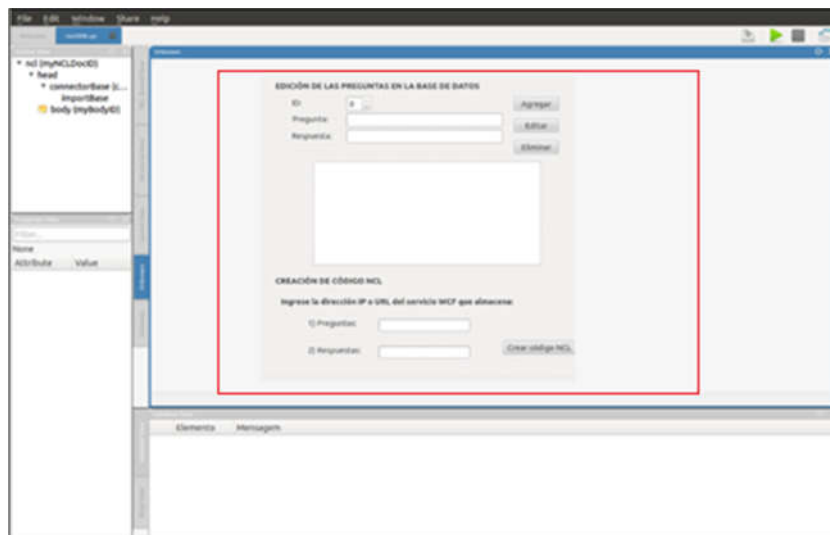 File Edit Window Share Help
ncl (myNCLDocID)
head
connectorBase (c...
importBase
body (myBodyID)
EDICIÓN DE LAS PREGUNTAS EN LA BASE DE DATOS
ID:
Agregar
Pregunta:
Editar
Respuesta:
Eliminar
None
Attribute Value
CREACIÓN DE CÓDIGO NCL
Ingrese la dirección IP o URL del servicio WCF que almacena:
1) Preguntas:
2) Respuestas:
Crear código NCL
Elemento Mensagem